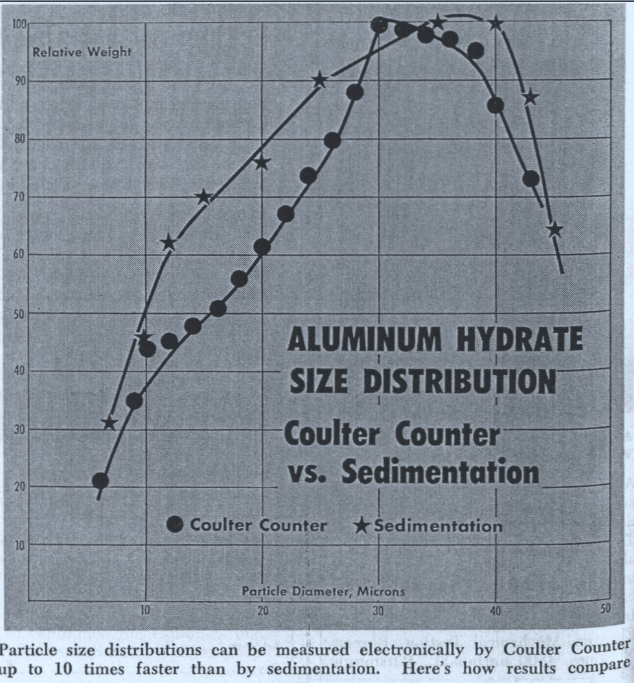 100
Relative Weight
90
80
70
60
50
40
30
20
10
ALUMINUM HYDRATE
SIZE DISTRIBUTION
Coulter Counter
vs. Sedimentation
Coulter Counter Sedimentation
Particle Diameter, Microns
10 20 30 40 50
Particle size distributions can be measured electronically by Coulter Counter
up to 10 times faster than by sedimentation. Here's how results compare